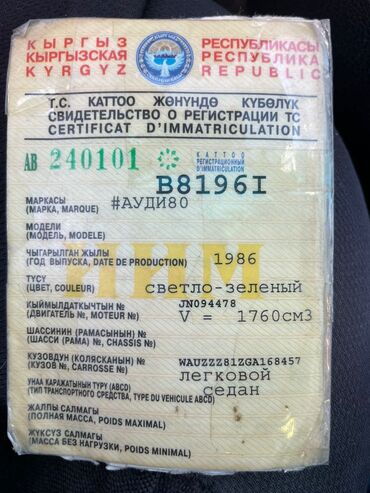 КЫРГЫЗ РЕСПУБЛИКАСЫ
КЫРГЫЗСКАЯ РЕСПУБЛИКА
KYRGYZ REPUBLIC
Т.С. КАТТОО ЖӨНҮНДӨ КҮБӨЛҮК
СВИДЕТЕЛЬСТВО О РЕГИСТРАЦИИ ТС
CERTIFICAT D'IMMATRICULATION
АВ 240101 КАТТОО РЕГИСТРАЦИОННЫЙ D'IMMATRICULATION
B8196I
МАРКАСЫ #АУДИ80
(МАРКА, MARQUE)
МОДЕЛИ
(МОДЕЛЬ, MODELE)
ЧЫГАРЫЛГАН ЖЫЛЫ 1986
(ГОД ВЫПУСКА, DATE DE PRODUCTION)
ТҮСҮ светло-зеленый
(ЦВЕТ, COULEUR)
КЫЙМЫЛДАТКЫЧТЫН № JN094478
(ДВИГАТЕЛЬ №, MOTEUR №) V = 1760см3
ШАССИНИН (РАМАСЫНЫН) №
(ШАССИ (РАМА) №, CHASSIS №)
КУЗОВДУН (КОЛЯСКАНЫН) № WAUZZZ81ZGA168457
(КУЗОВ №, CARROSSE №) легковой
УНАА КАРАЖАТЫНЫН ТҮРҮ (ABCD) седан
(ТИП ТРАНСПОРТНОГО СРЕДСТВА, TYPE DU VEHICULE ABCD)
ЖАЛПЫ САЛМАГЫ
(ПОЛНАЯ МАССА, POIDS MAXIMAL)
ЖҮКСҮЗ САЛМАГЫ
(МАССА БЕЗ НАГРУЗКИ, POIDS MINIMAL)